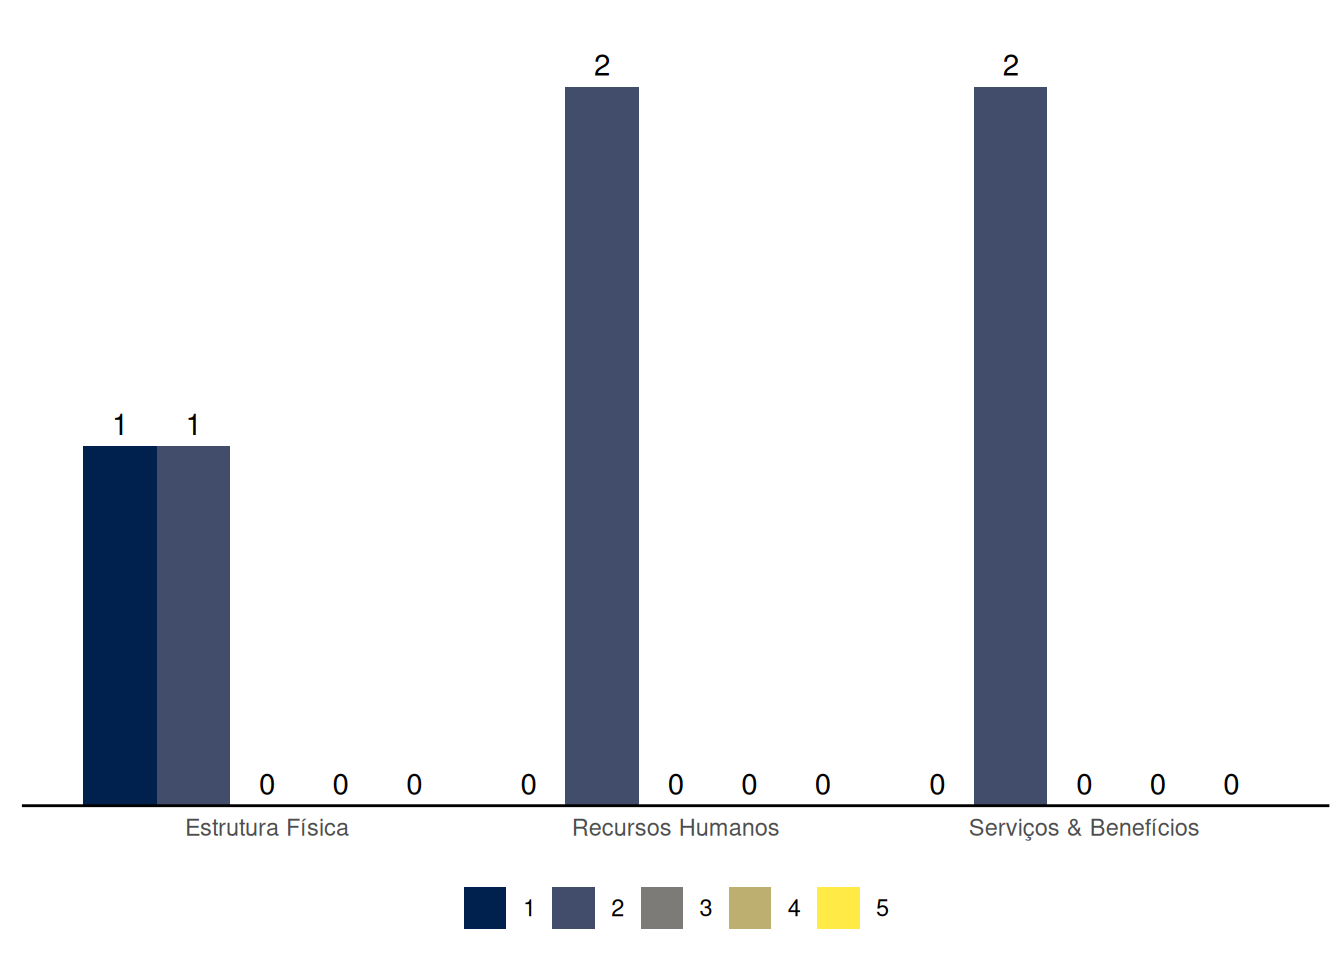 2 2
1 1
0 0 0 0 0 0 0 0 0 0 0
Estrutura Física Recursos Humanos Serviços & Benefícios
1 2 3 4 5